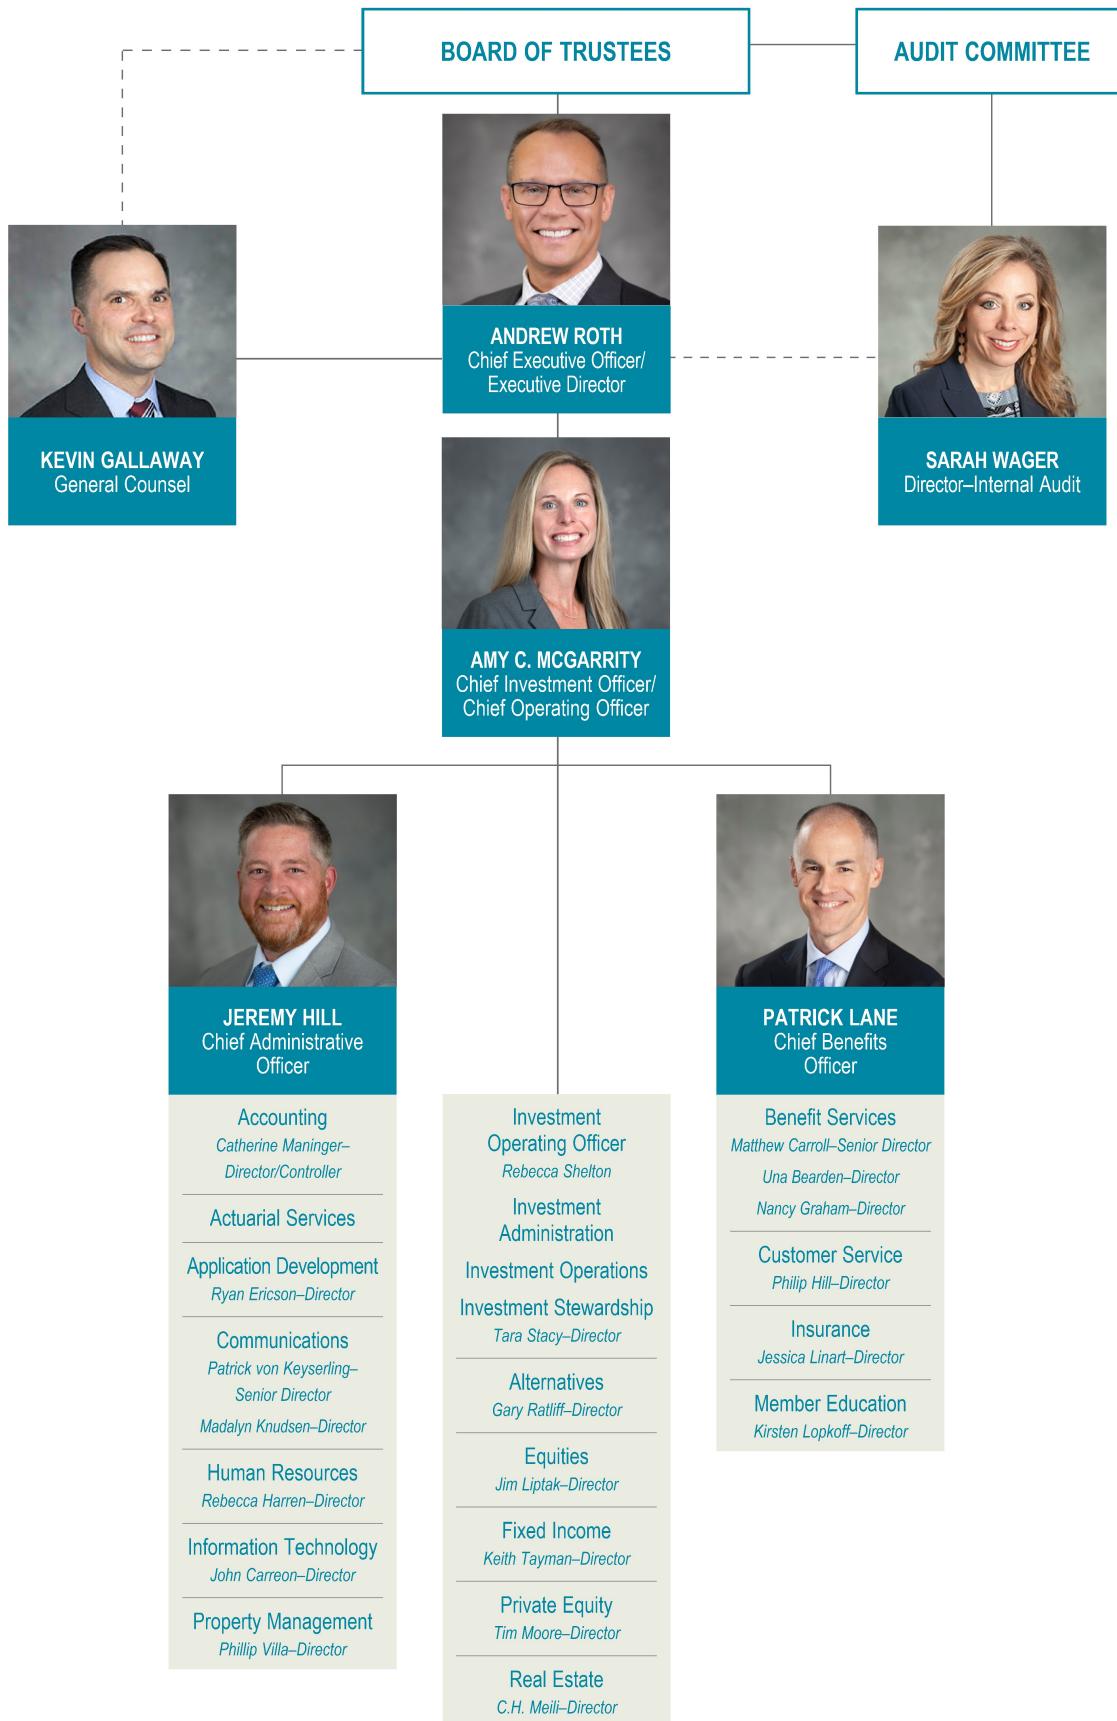 BOARD OF TRUSTEES
AUDIT COMMITTEE
ANDREW ROTH
Chief Executive Officer/
Executive Director
KEVIN GALLAWAY
General Counsel
SARAH WAGER
Director–Internal Audit
AMY C. MCGARRITY
Chief Investment Officer/
Chief Operating Officer
JEREMY HILL
Chief Administrative
Officer
Accounting
Catherine Maninger–
Director/Controller
Actuarial Services
Application Development
Ryan Ericson–Director
Communications
Patrick von Keyserling–
Senior Director
Madalyn Knudsen–Director
Human Resources
Rebecca Harren–Director
Information Technology
John Carreon–Director
Property Management
Phillip Villa–Director
Investment
Operating Officer
Rebecca Shelton
Investment
Administration
Investment Operations
Investment Stewardship
Tara Stacy–Director
Alternatives
Gary Ratliff–Director
Equities
Jim Liptak–Director
Fixed Income
Keith Tayman–Director
Private Equity
Tim Moore–Director
Real Estate
C.H. Meili–Director
PATRICK LANE
Chief Benefits
Officer
Benefit Services
Matthew Carroll–Senior Director
Una Bearden–Director
Nancy Graham–Director
Customer Service
Philip Hill–Director
Insurance
Jessica Linart–Director
Member Education
Kirsten Lopkoff–Director